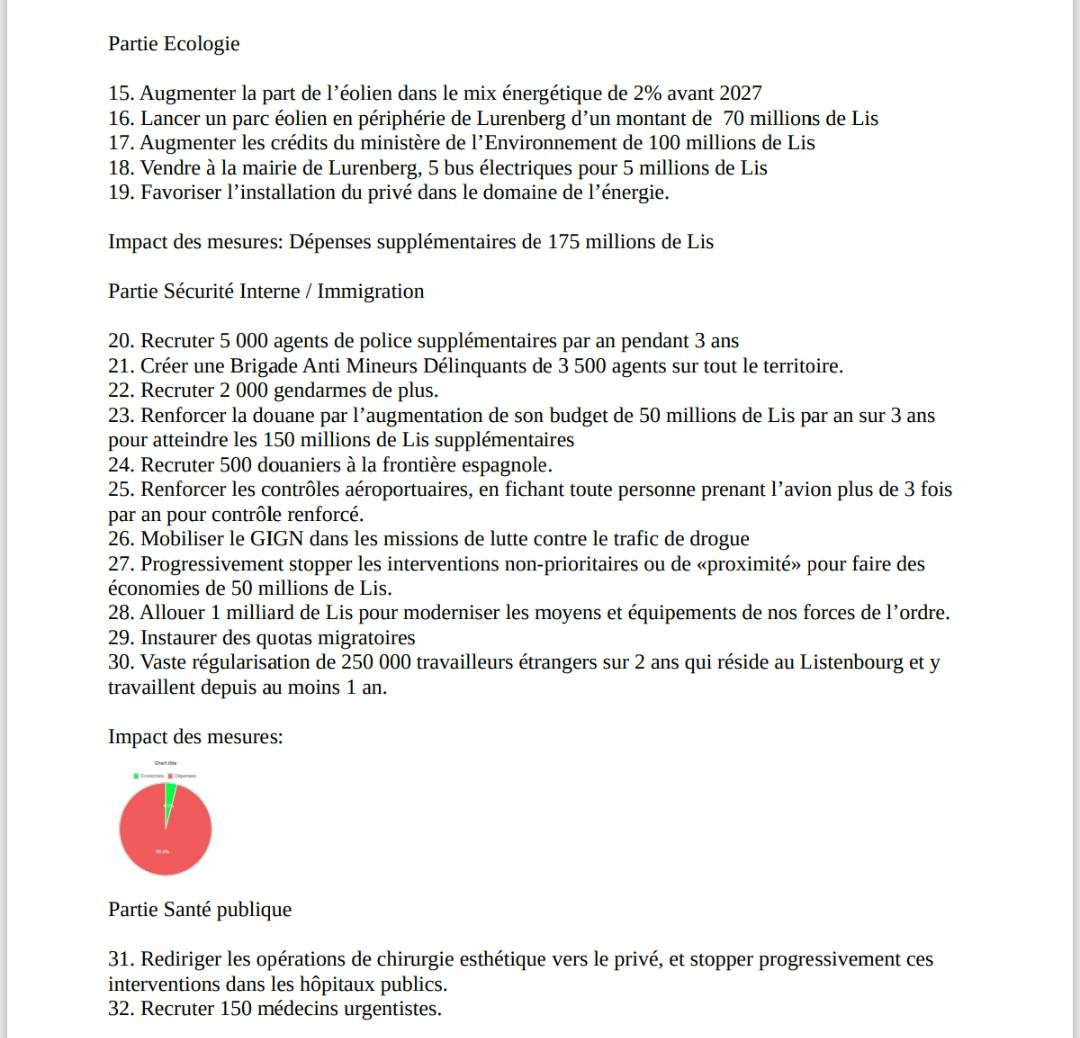 Partie Ecologie
15. Augmenter la part de l’éolien dans le mix énergétique de 2% avant 2027
16. Lancer un parc éolien en périphérie de Lurenberg d’un montant de  70 millions de Lis
17. Augmenter les crédits du ministère de l’Environnement de 100 millions de Lis
18. Vendre à la mairie de Lurenberg, 5 bus électriques pour 5 millions de Lis
19. Favoriser l’installation du privé dans le domaine de l’énergie.
Impact des mesures: Dépenses supplémentaires de 175 millions de Lis
Partie Sécurité Interne / Immigration
20. Recruter 5 000 agents de police supplémentaires par an pendant 3 ans
21. Créer une Brigade Anti Mineurs Délinquants de 3 500 agents sur tout le territoire.
22. Recruter 2 000 gendarmes de plus.
23. Renforcer la douane par l’augmentation de son budget de 50 millions de Lis par an sur 3 ans
pour atteindre les 150 millions de Lis supplémentaires
24. Recruter 500 douaniers à la frontière espagnole.
25. Renforcer les contrôles aéroportuaires, en fichant toute personne prenant l’avion plus de 3 fois
par an pour contrôle renforcé.
26. Mobiliser le GIGN dans les missions de lutte contre le trafic de drogue
27. Progressivement stopper les interventions non-prioritaires ou de «proximité» pour faire des
économies de 50 millions de Lis.
28. Allouer 1 milliard de Lis pour moderniser les moyens et équipements de nos forces de l’ordre.
29. Instaurer des quotas migratoires
30. Vaste régularisation de 250 000 travailleurs étrangers sur 2 ans qui réside au Listenbourg et y
travaillent depuis au moins 1 an.
Impact des mesures:
Chart title
Economies Dépenses
Partie Santé publique
31. Rediriger les opérations de chirurgie esthétique vers le privé, et stopper progressivement ces
interventions dans les hôpitaux publics.
32. Recruter 150 médecins urgentistes.